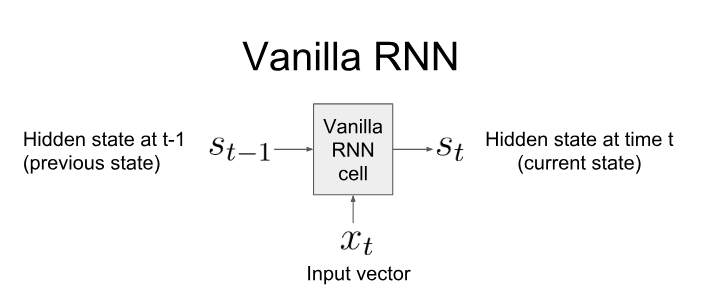 Vanilla RNN
Hidden state at t-1
(previous state)
s_{t-1}
Vanilla
RNN
cell
s_t
Hidden state at time t
(current state)
x_t
Input vector